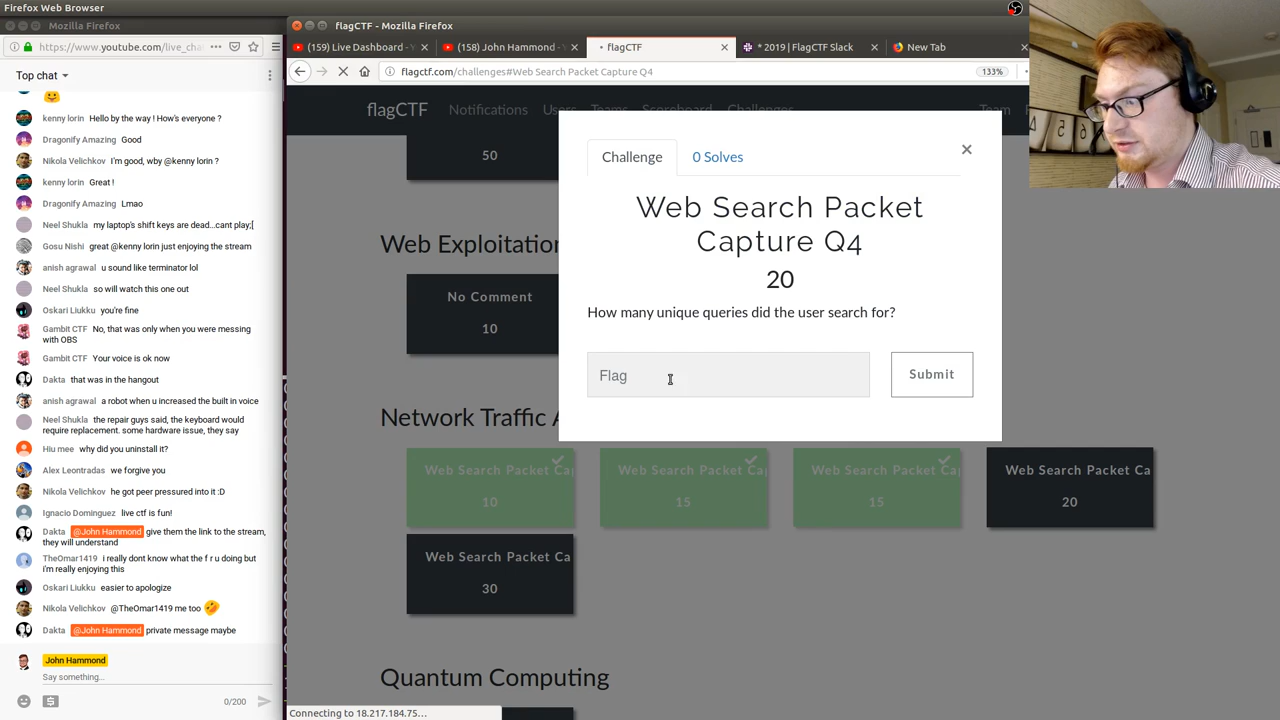 Firefox Web Browser
Mozilla Firefox
https://www.youtube.com/live_cha
Top chat
kenny lorin Hello by the way ! How's everyone ?
Dragonify Amazing Good
Nikola Velichkov I'm good, wby @kenny lorin ?
kenny lorin Great !
Dragonify Amazing Lmao
Neel Shukla my laptop's shift keys are dead...cant play;[
Gosu Nishi great @kenny lorin just enjoying the stream
anish agrawal u sound like terminator lol
Neel Shukla so will watch this one out
Oskari Liukku you're fine
Gambit CTF No, that was only when you were messing
with OBS
Gambit CTF Your voice is ok now
Dakta that was in the hangout
anish agrawal a robot when u increased the built in voice
Neel Shukla the repair guys said, the keyboard would
require replacement. some hardware issue, they say
Hiu mee why did you uninstall it?
Alex Leontradas we forgive you
Nikola Velichkov he got peer pressured into it :D
Ignacio Dominguez live ctf is fun!
Dakta @John Hammond give them the link to the stream,
they will understand
TheOmar1419 i really dont know what the f r u doing but
i'm really enjoying this
Oskari Liukku easier to apologize
Nikola Velichkov @TheOmar1419 me too
Dakta @John Hammond private message maybe
John Hammond
Say something...
0/200
flagCTF - Mozilla Firefox
(159) Live Dashboard - Y
(158) John Hammond -
flagCTF
* 2019 | FlagCTF Slack
New Tab
flagctf.com/challenges#Web Search Packet Capture Q4
133%
flagCTF Notifications Users Teams Scoreboard Challenges Team
50
Challenge
0 Solves
×
Web Search Packet
Capture Q4
20
How many unique queries did the user search for?
Flag
Submit
Web Exploitation
No Comment
10
Network Traffic A
Web Search Packet Cap
10
Web Search Packet Cap
15
Web Search Packet Cap
15
Web Search Packet Ca
20
Web Search Packet Ca
30
Quantum Computing
Connecting to 18.217.184.75...